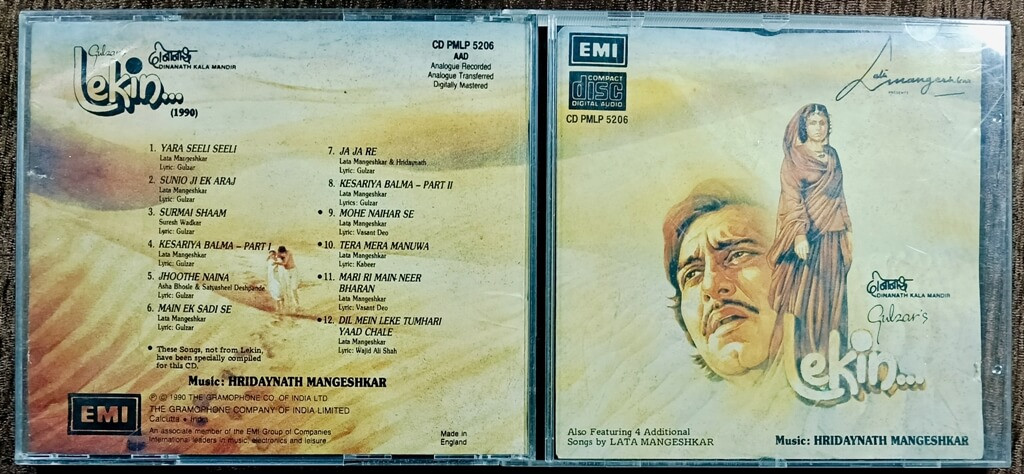 Gulzar's
Lekin...
(1990)
DINANATH KALA MANDIR
CD PMLP 5206
AAD
Analogue Recorded
Analogue Transferred
Digitally Mastered
1. YARA SEELI SEELI
Lata Mangeshkar
Lyric: Gulzar
2. SUNIO JI EK ARAJ
Lata Mangeshkar
Lyric: Gulzar
3. SURMAI SHAAM
Suresh Wadkar
Lyric: Gulzar
4. KESARIYA BALMA – PART I
Lata Mangeshkar
Lyric: Gulzar
5. JHOOTHE NAINA
Asha Bhosle & Satyasheel Deshpande
Lyric: Gulzar
6. MAIN EK SADI SE
Lata Mangeshkar
Lyric: Gulzar
7. JA JA RE
Lata Mangeshkar & Hridaynath
Lyric: Gulzar
8. KESARIYA BALMA – PART II
Lata Mangeshkar
Lyrics: Gulzar
• 9. MOHE NAIHAR SE
Lata Mangeshkar
Lyric: Vasant Deo
• 10. TERA MERA MANUWA
Lata Mangeshkar
Lyric: Kabeer
• 11. MARI RI MAIN NEER
BHARAN
Lata Mangeshkar
Lyric: Vasant Deo
• 12. DIL MEIN LEKE TUMHARI
YAAD CHALE
Lata Mangeshkar
Lyric: Wajid Ali Shah
• These Songs, not from Lekin,
have been specially compiled
for this CD.
Music: HRIDAYNATH MANGESHKAR
EMI
℗ © 1990 THE GRAMOPHONE CO. OF INDIA LTD
THE GRAMOPHONE COMPANY OF INDIA LIMITED
Calcutta • India
An associate member of the EMI Group of Companies
International leaders in music, electronics and leisure
Made in
England
EMI
COMPACT
disc
DIGITAL AUDIO
CD PMLP 5206
Lata Mangeshkar
PRESENTS
DINANATH KALA MANDIR
Gulzar's
Lekin...
Also Featuring 4 Additional
Songs by LATA MANGESHKAR
Music: HRIDAYNATH MANGESHKAR